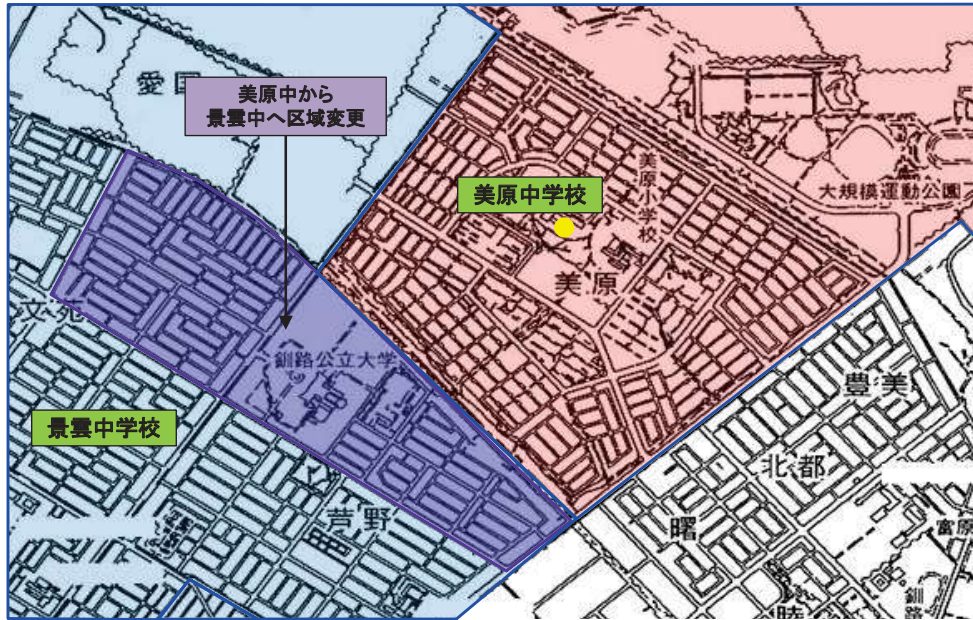 愛国
美原中から
景雲中へ区域変更
美原中学校
美原小学校
大規模運動公園
美原
文苑
釧路公立大学
景雲中学校
芦野
豊美
北都
曙
富原
釧路